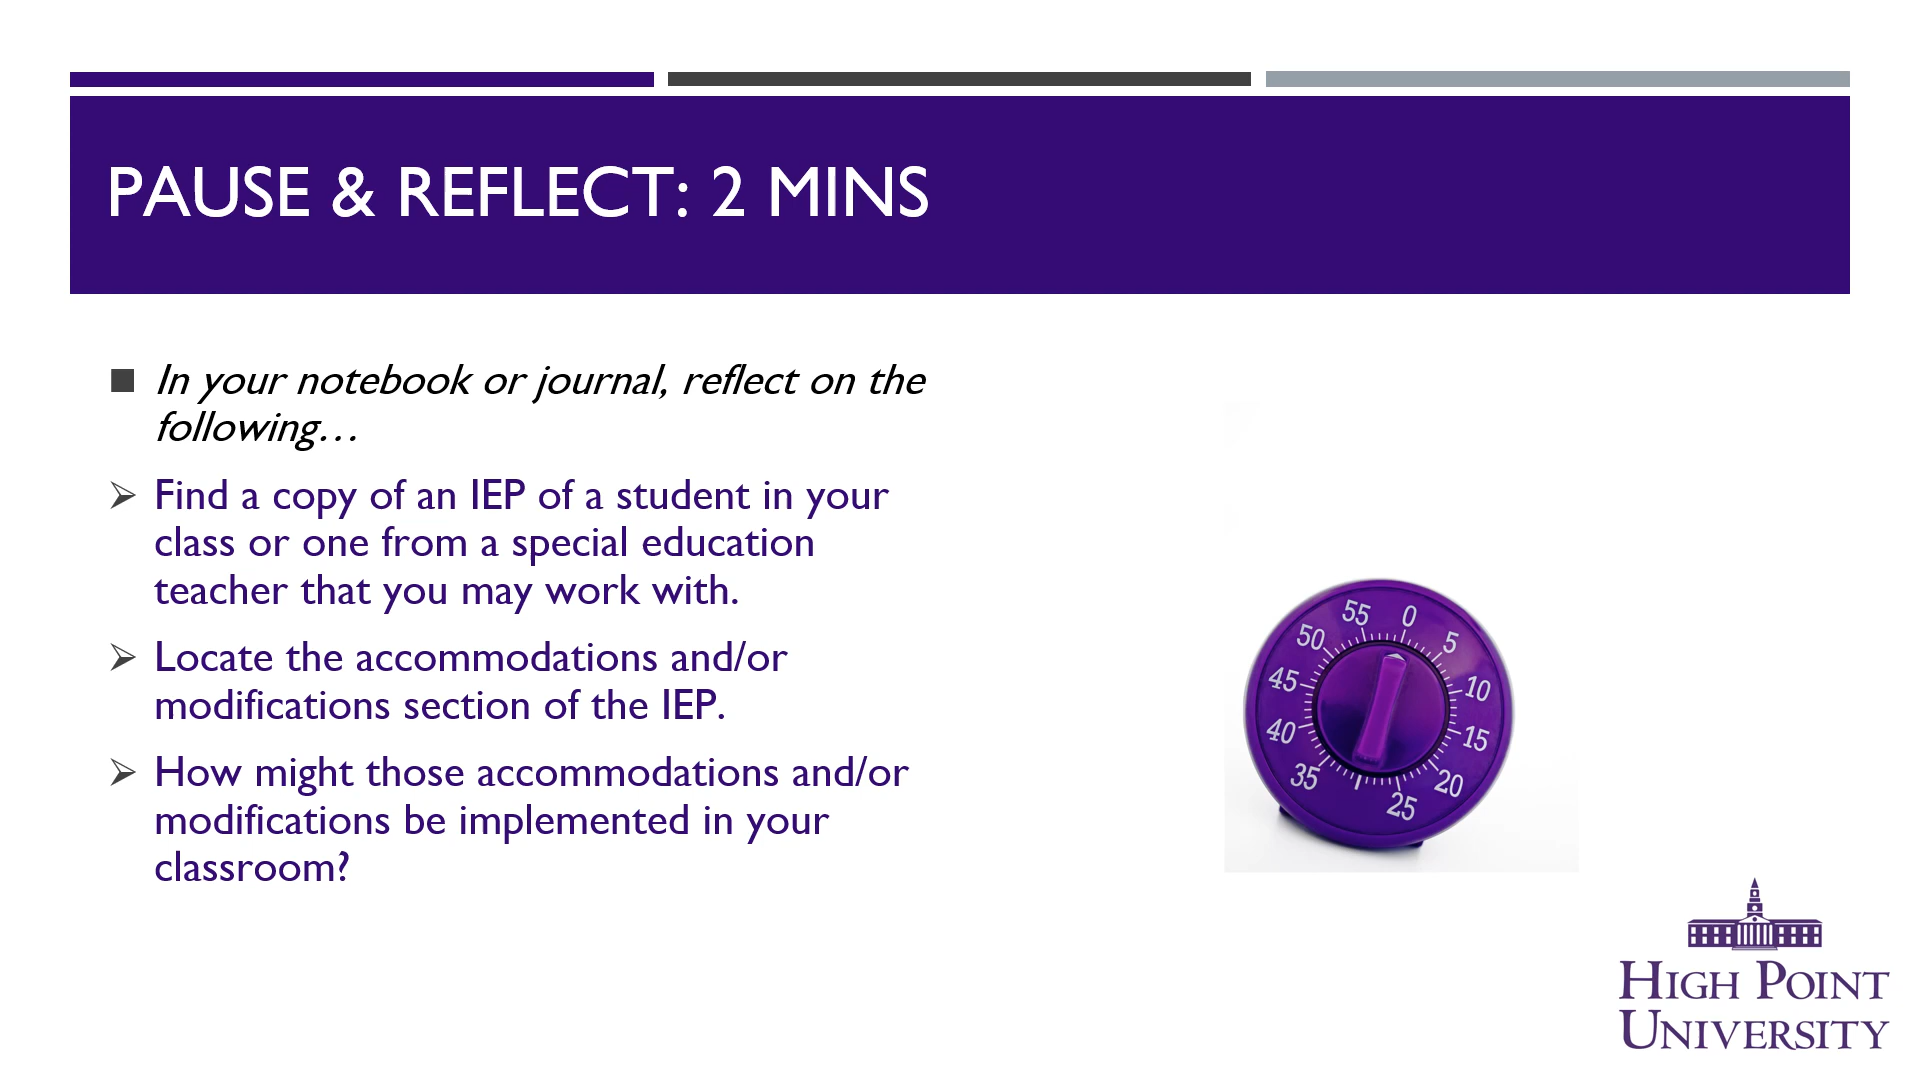 PAUSE & REFLECT: 2 MINS
In your notebook or journal, reflect on the
following…
Find a copy of an IEP of a student in your
class or one from a special education
teacher that you may work with.
Locate the accommodations and/or
modifications section of the IEP.
How might those accommodations and/or
modifications be implemented in your
classroom?
0
5
10
15
20
25
35
40
45
50
55
HIGH POINT
UNIVERSITY